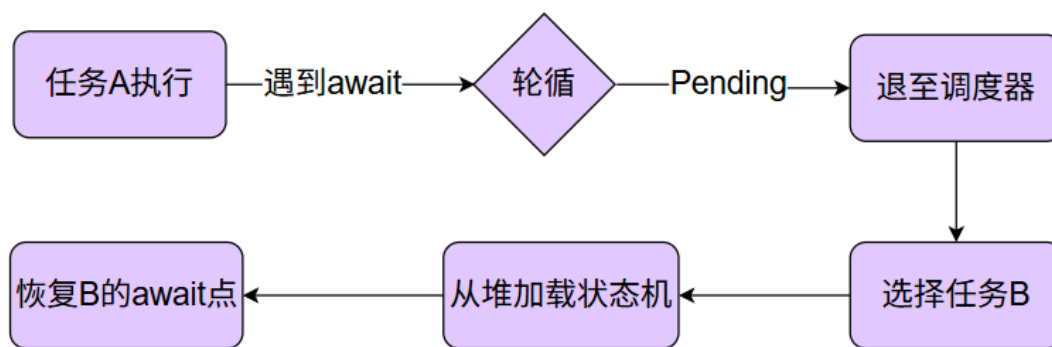 任务A执行
遇到await
轮循
Pending
退至调度器
选择任务B
从堆加载状态机
恢复B的await点